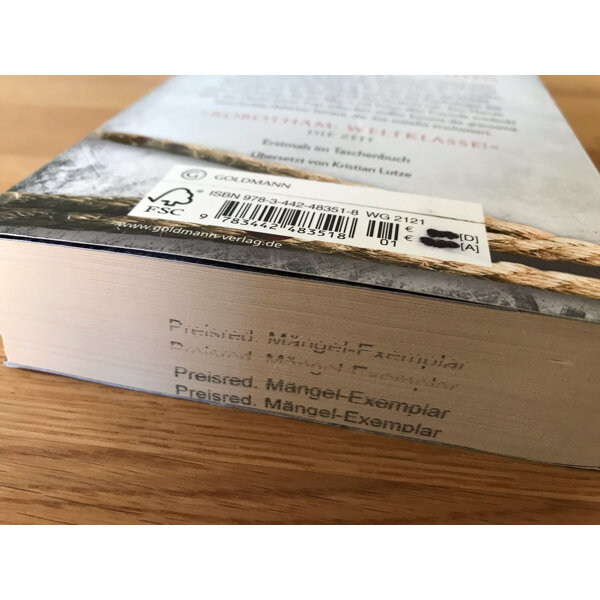 »ROBOTHAM: WELTKLASSE!«
DIE ZEIT
Erstmals im Taschenbuch
Übersetzt von Kristian Lutze
GOLDMANN
FSC
ISBN 978-3-442-48351-8 WG 2121
9 783442 483518 01
€ [D]
€ [A]
www.goldmann-verlag.de
Preisred. Mängel-Exemplar
Preisred. Mängel-Exemplar
Preisred. Mängel-Exemplar
Preisred. Mängel-Exemplar